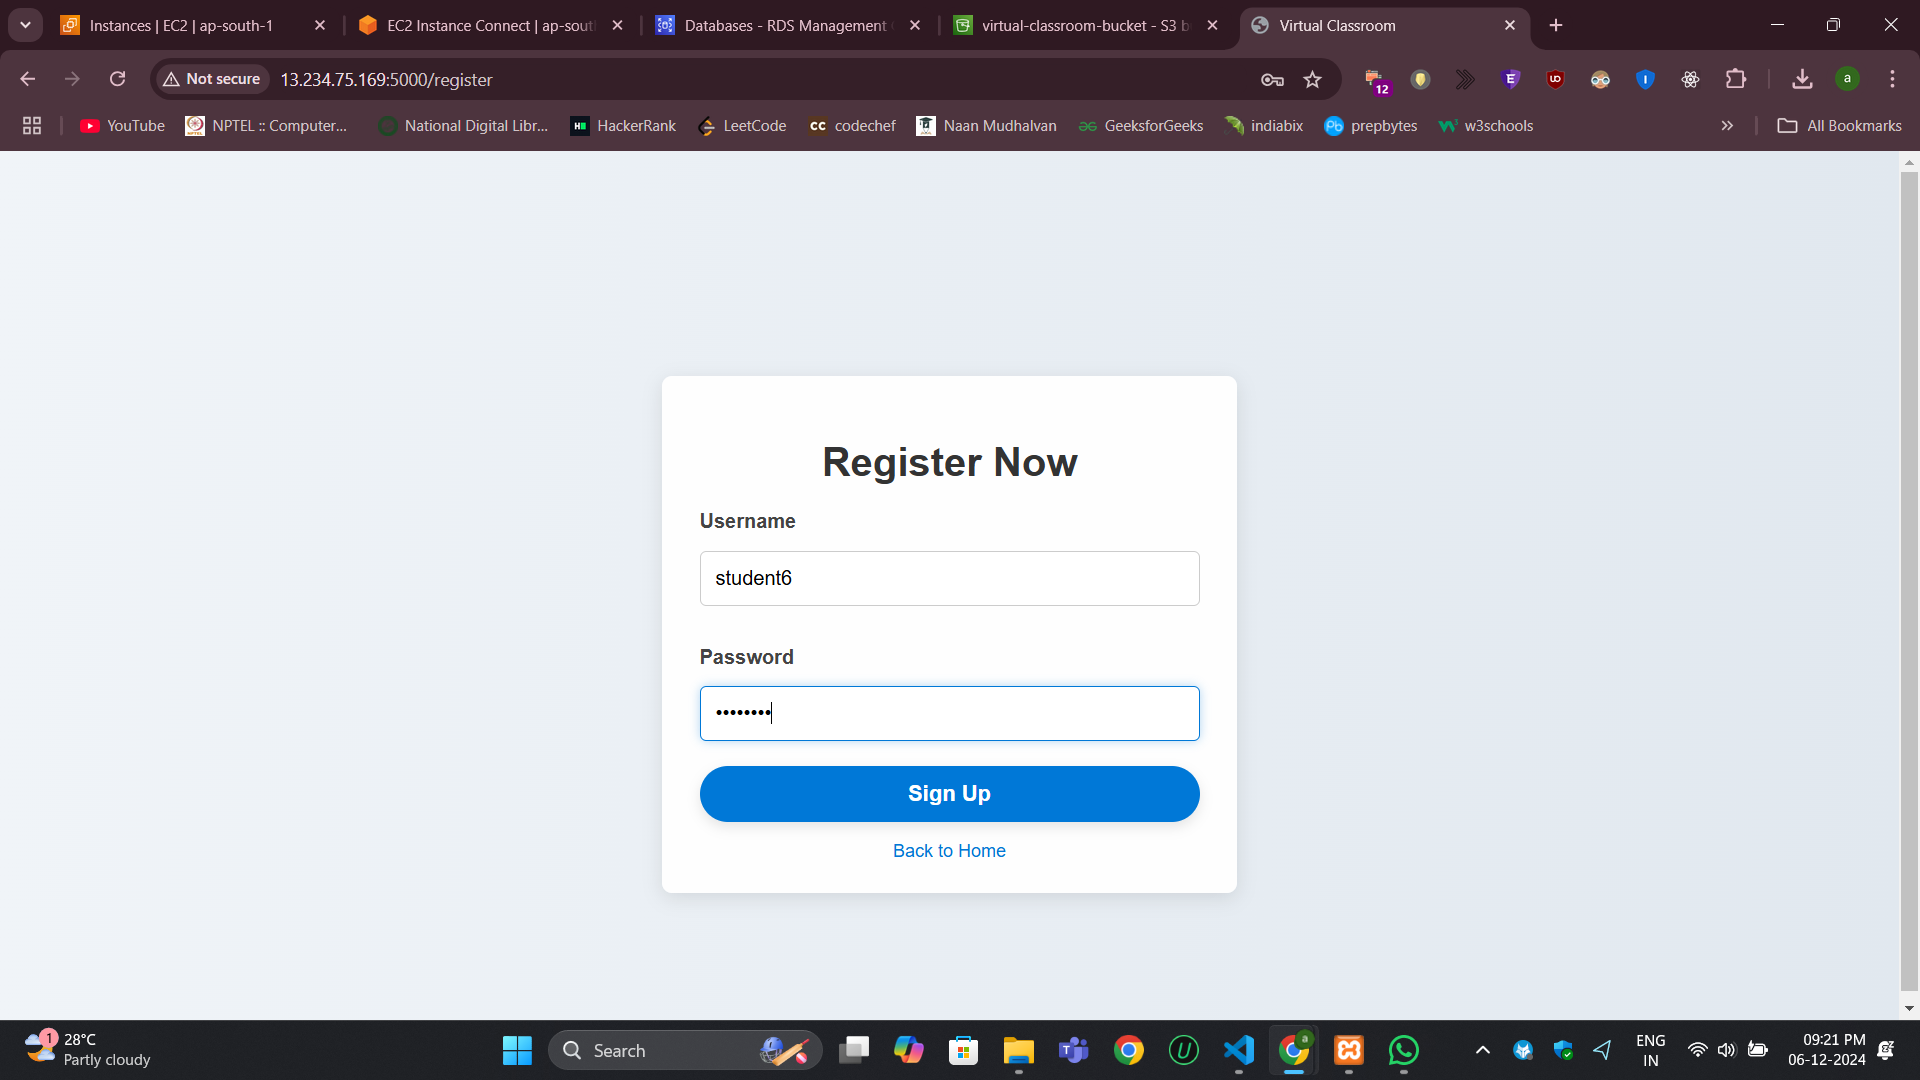 Instances | EC2 | ap-south-1
EC2 Instance Connect | ap-sout
Databases - RDS Management
virtual-classroom-bucket - S3 b
Virtual Classroom
Not secure
13.234.75.169:5000/register
12
a
YouTube
NPTEL :: Computer...
National Digital Libr...
HackerRank
LeetCode
codechef
Naan Mudhalvan
GeeksforGeeks
indiabix
prepbytes
w3schools
All Bookmarks
Register Now
Username
student6
Password
••••••••
Sign Up
Back to Home
1
28°C
Partly cloudy
Search
ENG
IN
09:21 PM
06-12-2024